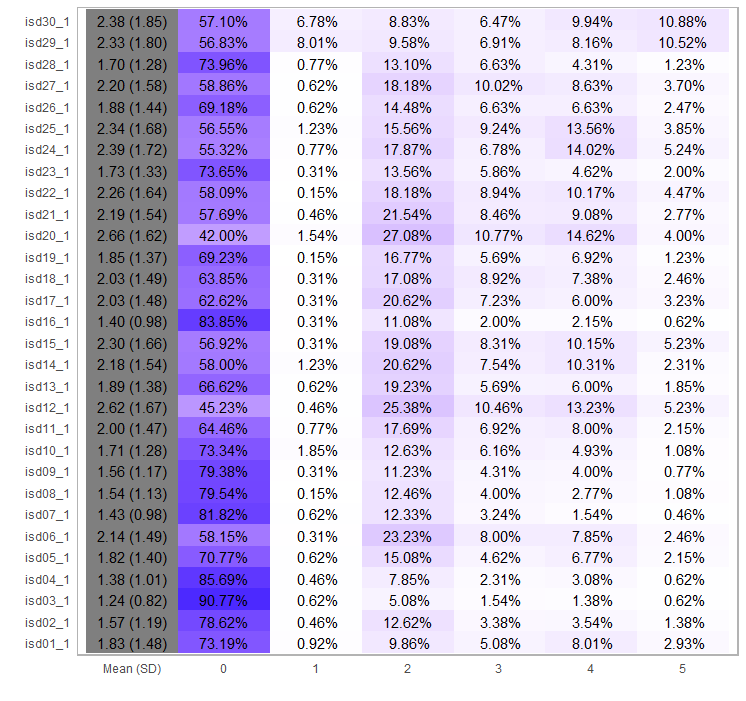 isd30_1 2.38 (1.85) 57.10% 6.78% 8.83% 6.47% 9.94% 10.88%
isd29_1 2.33 (1.80) 56.83% 8.01% 9.58% 6.91% 8.16% 10.52%
isd28_1 1.70 (1.28) 73.96% 0.77% 13.10% 6.63% 4.31% 1.23%
isd27_1 2.20 (1.58) 58.86% 0.62% 18.18% 10.02% 8.63% 3.70%
isd26_1 1.88 (1.44) 69.18% 0.62% 14.48% 6.63% 6.63% 2.47%
isd25_1 2.34 (1.68) 56.55% 1.23% 15.56% 9.24% 13.56% 3.85%
isd24_1 2.39 (1.72) 55.32% 0.77% 17.87% 6.78% 14.02% 5.24%
isd23_1 1.73 (1.33) 73.65% 0.31% 13.56% 5.86% 4.62% 2.00%
isd22_1 2.26 (1.64) 58.09% 0.15% 18.18% 8.94% 10.17% 4.47%
isd21_1 2.19 (1.54) 57.69% 0.46% 21.54% 8.46% 9.08% 2.77%
isd20_1 2.66 (1.62) 42.00% 1.54% 27.08% 10.77% 14.62% 4.00%
isd19_1 1.85 (1.37) 69.23% 0.15% 16.77% 5.69% 6.92% 1.23%
isd18_1 2.03 (1.49) 63.85% 0.31% 17.08% 8.92% 7.38% 2.46%
isd17_1 2.03 (1.48) 62.62% 0.31% 20.62% 7.23% 6.00% 3.23%
isd16_1 1.40 (0.98) 83.85% 0.31% 11.08% 2.00% 2.15% 0.62%
isd15_1 2.30 (1.66) 56.92% 0.31% 19.08% 8.31% 10.15% 5.23%
isd14_1 2.18 (1.54) 58.00% 1.23% 20.62% 7.54% 10.31% 2.31%
isd13_1 1.89 (1.38) 66.62% 0.62% 19.23% 5.69% 6.00% 1.85%
isd12_1 2.62 (1.67) 45.23% 0.46% 25.38% 10.46% 13.23% 5.23%
isd11_1 2.00 (1.47) 64.46% 0.77% 17.69% 6.92% 8.00% 2.15%
isd10_1 1.71 (1.28) 73.34% 1.85% 12.63% 6.16% 4.93% 1.08%
isd09_1 1.56 (1.17) 79.38% 0.31% 11.23% 4.31% 4.00% 0.77%
isd08_1 1.54 (1.13) 79.54% 0.15% 12.46% 4.00% 2.77% 1.08%
isd07_1 1.43 (0.98) 81.82% 0.62% 12.33% 3.24% 1.54% 0.46%
isd06_1 2.14 (1.49) 58.15% 0.31% 23.23% 8.00% 7.85% 2.46%
isd05_1 1.82 (1.40) 70.77% 0.62% 15.08% 4.62% 6.77% 2.15%
isd04_1 1.38 (1.01) 85.69% 0.46% 7.85% 2.31% 3.08% 0.62%
isd03_1 1.24 (0.82) 90.77% 0.62% 5.08% 1.54% 1.38% 0.62%
isd02_1 1.57 (1.19) 78.62% 0.46% 12.62% 3.38% 3.54% 1.38%
isd01_1 1.83 (1.48) 73.19% 0.92% 9.86% 5.08% 8.01% 2.93%
Mean (SD) 0 1 2 3 4 5